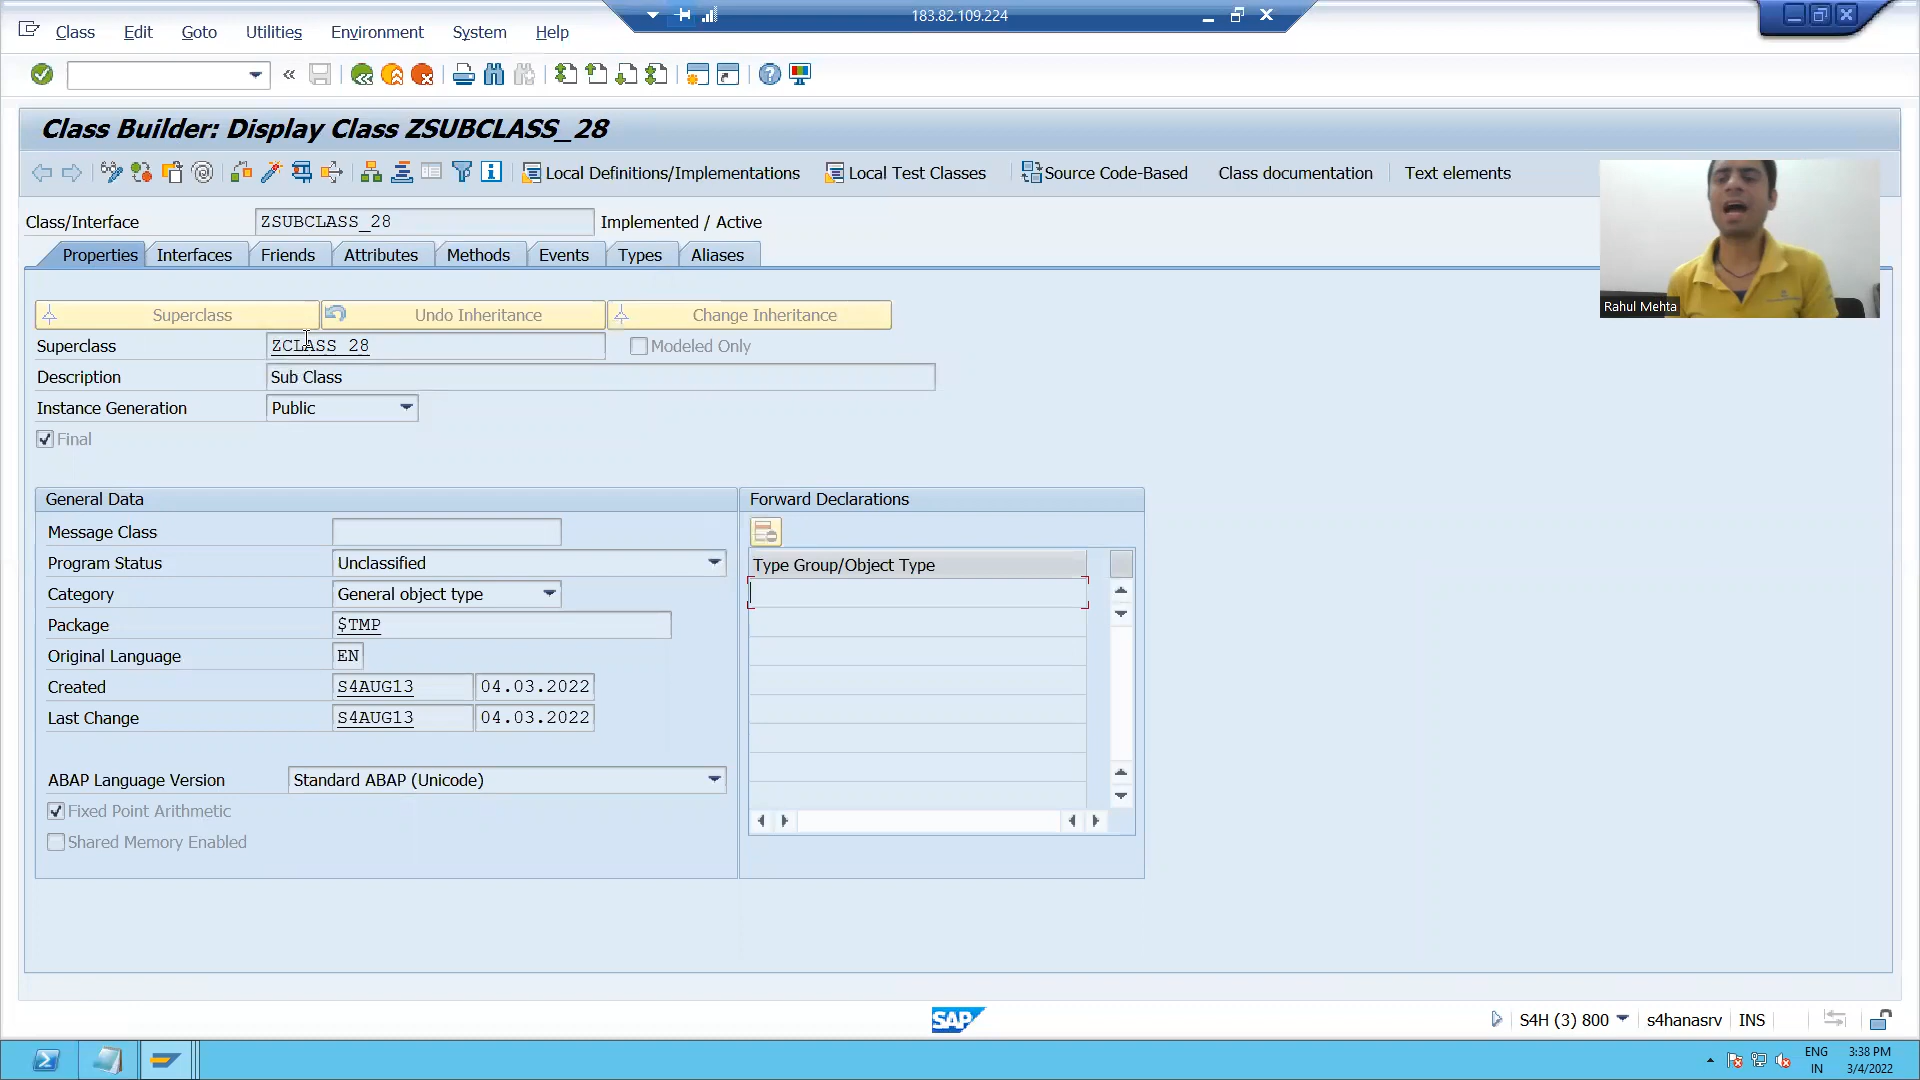 183.82.109.224
Class Edit Goto Utilities Environment System Help
Class Builder: Display Class ZSUBCLASS_28
Local Definitions/Implementations Local Test Classes Source Code-Based Class documentation Text elements
Class/Interface ZSUBCLASS_28 Implemented / Active
Properties Interfaces Friends Attributes Methods Events Types Aliases
Superclass Undo Inheritance Change Inheritance
Superclass ZCLASS_28 Modeled Only
Description Sub Class
Instance Generation Public
Final
Rahul Mehta
General Data
Message Class
Program Status Unclassified
Category General object type
Package $TMP
Original Language EN
Created S4AUG13 04.03.2022
Last Change S4AUG13 04.03.2022
ABAP Language Version Standard ABAP (Unicode)
Fixed Point Arithmetic
Shared Memory Enabled
Forward Declarations
Type Group/Object Type
SAP
S4H (3) 800 s4hanasrv INS
ENG
IN
3:38 PM
3/4/2022